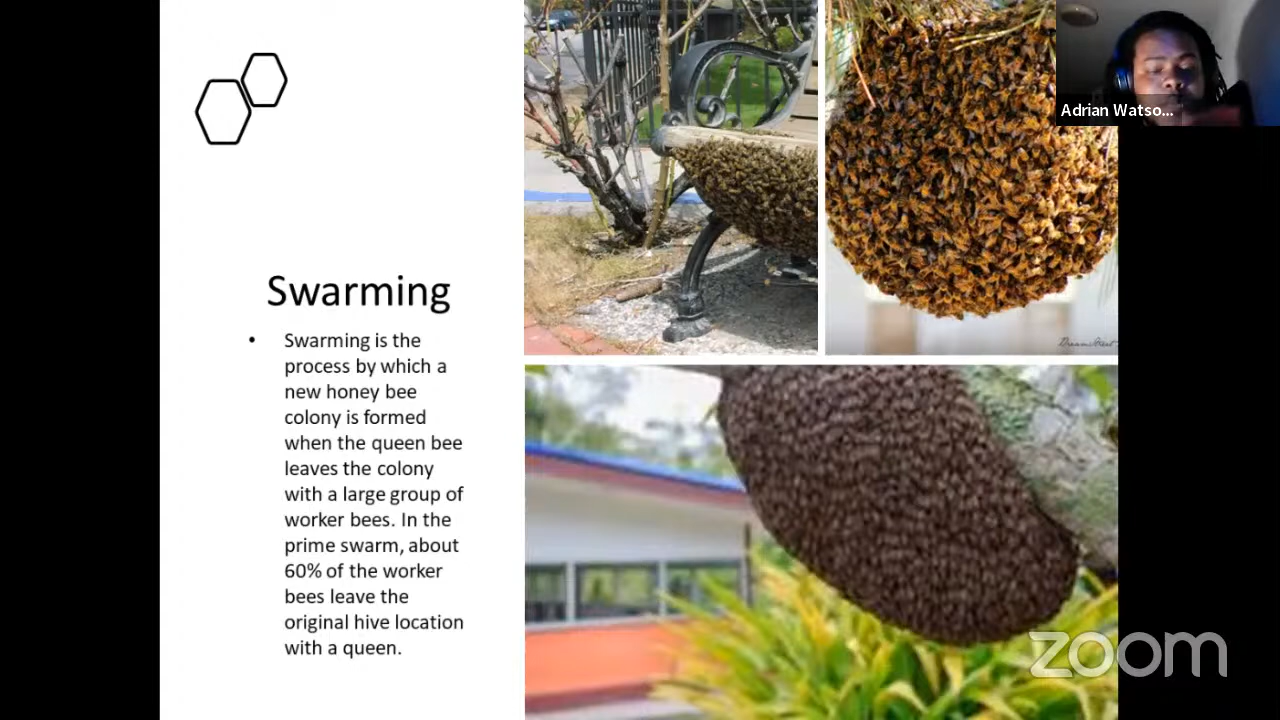 Adrian Watso...
Swarming
• Swarming is the
process by which a
new honey bee
colony is formed
when the queen bee
leaves the colony
with a large group of
worker bees. In the
prime swarm, about
60% of the worker
bees leave the
original hive location
with a queen.
zoom